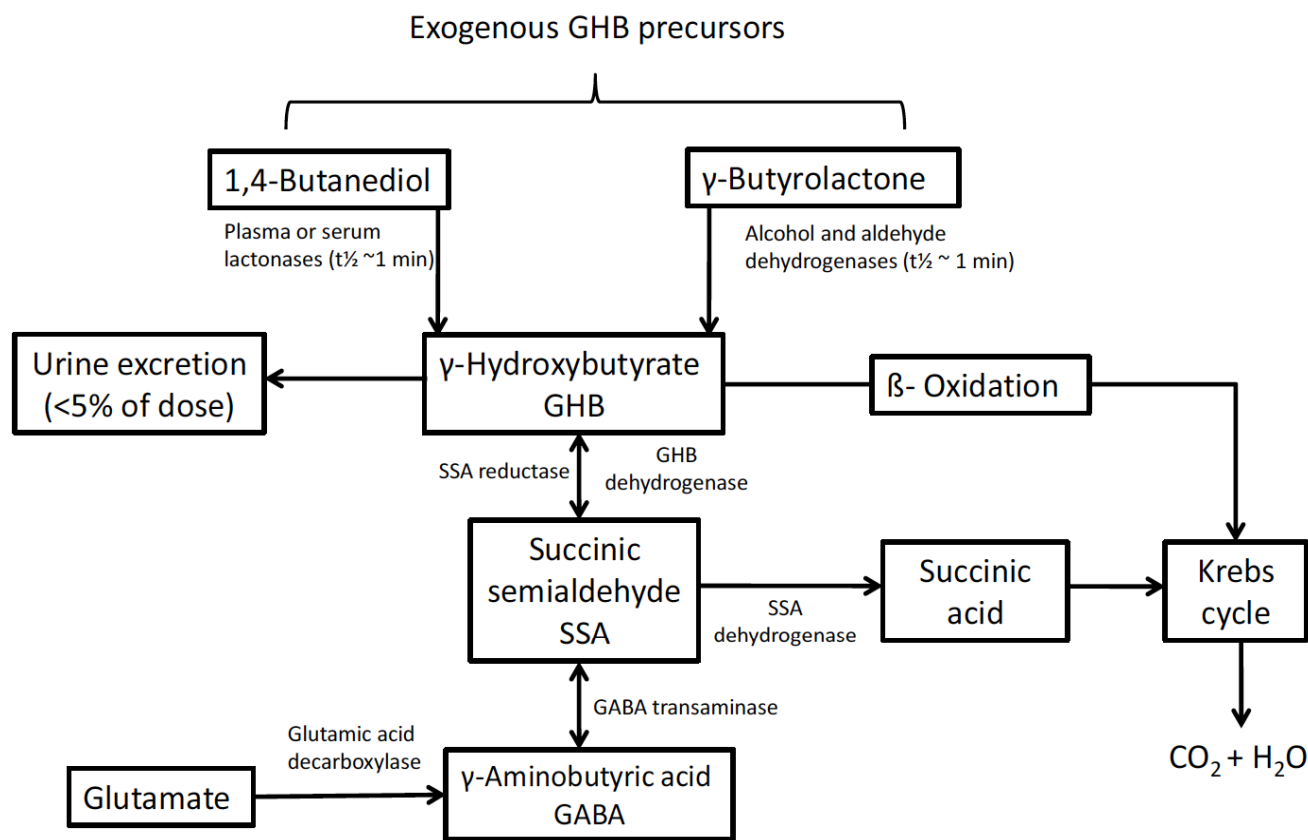 Exogenous GHB precursors
1,4-Butanediol
γ-Butyrolactone
Plasma or serum
lactonases (t½ ~1 min)
Alcohol and aldehyde
dehydrogenases (t½ ~ 1 min)
Urine excretion
(<5% of dose)
γ-Hydroxybutyrate
GHB
ß- Oxidation
SSA reductase
GHB
dehydrogenase
Succinic
semialdehyde
SSA
SSA
dehydrogenase
Succinic
acid
Krebs
cycle
GABA transaminase
Glutamic acid
decarboxylase
Glutamate
γ-Aminobutyric acid
GABA
CO₂ + H₂O